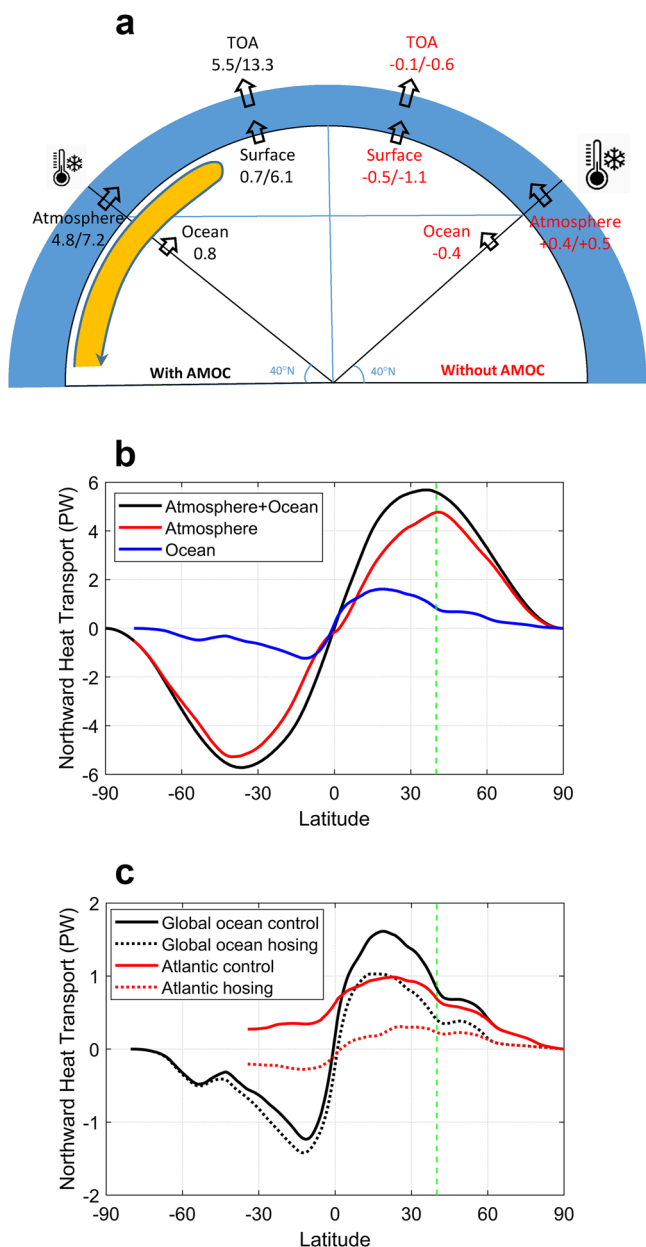 a
TOA
5.5/13.3
TOA
-0.1/-0.6
Surface
0.7/6.1
Surface
-0.5/-1.1
Atmosphere
4.8/7.2
Ocean
0.8
Ocean
-0.4
Atmosphere
+0.4/+0.5
With AMOC
40°N
40°N
Without AMOC
b
Northward Heat Transport (PW)
6
4
2
0
-2
-4
-6
Atmosphere+Ocean
Atmosphere
Ocean
-90
-60
-30
0
30
60
90
Latitude
c
Northward Heat Transport (PW)
2
1
0
-1
-2
Global ocean control
Global ocean hosing
Atlantic control
Atlantic hosing
-90
-60
-30
0
30
60
90
Latitude